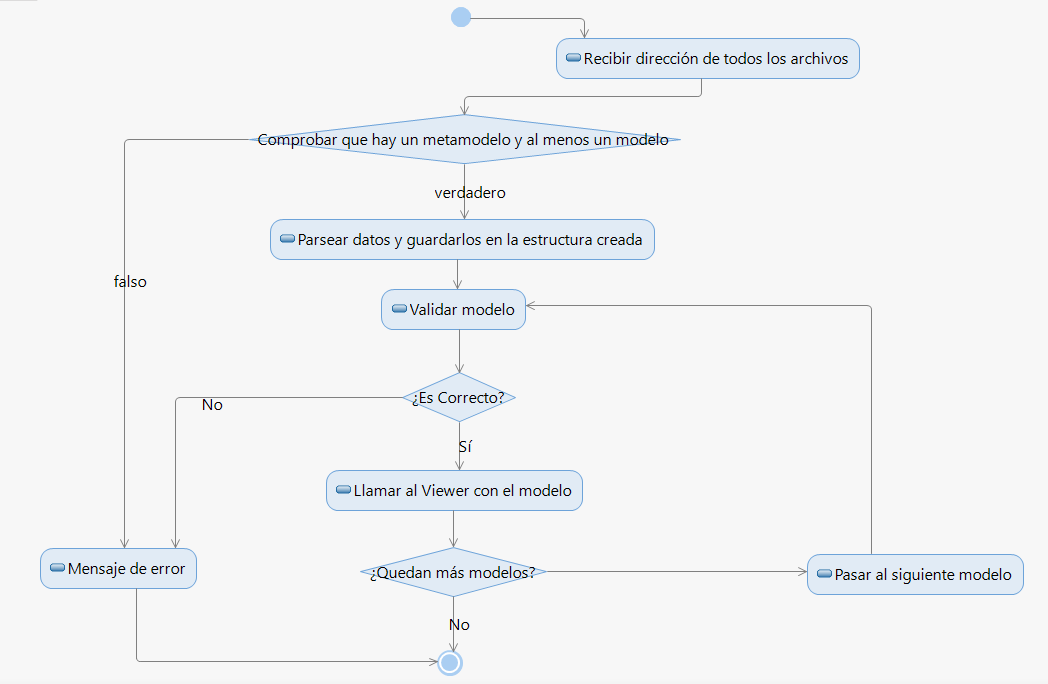 Recibir dirección de todos los archivos
Comprobar que hay un metamodelo y al menos un modelo
verdadero
Parsear datos y guardarlos en la estructura creada
falso
Validar modelo
¿Es Correcto?
No
Sí
Llamar al Viewer con el modelo
Mensaje de error
¿Quedan más modelos?
Pasar al siguiente modelo
No